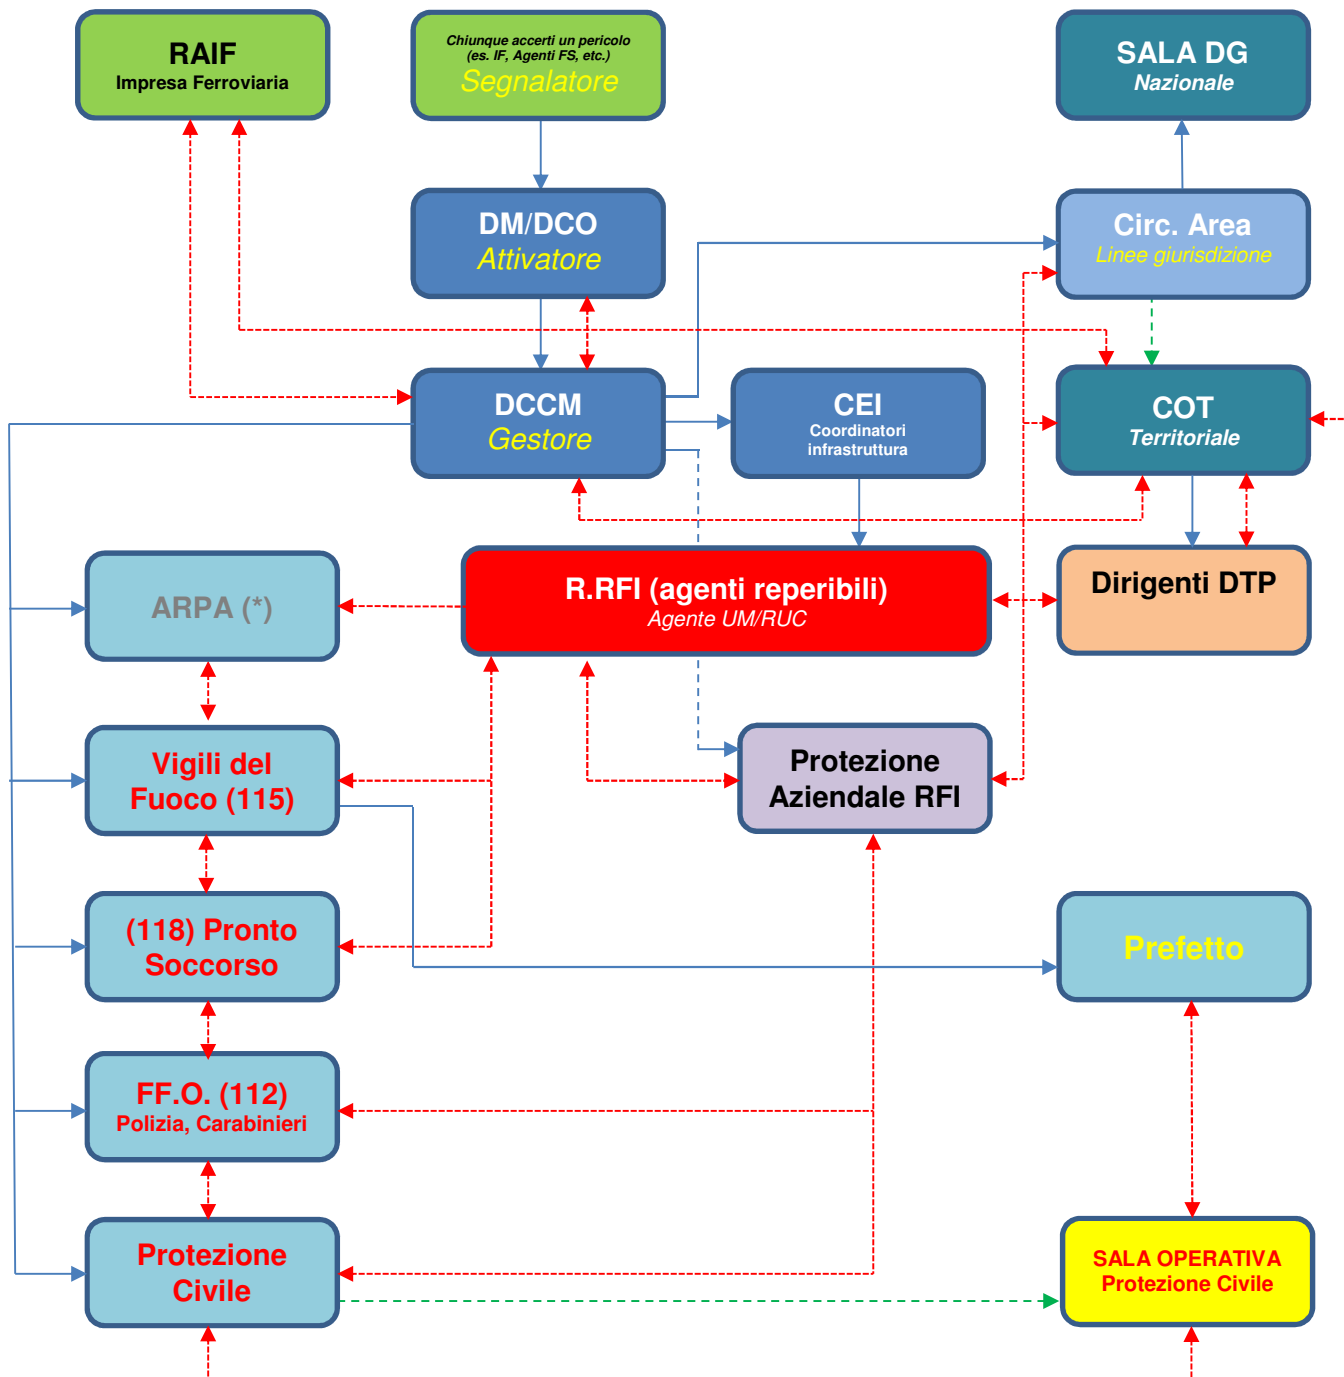 RAIF
Impresa Ferroviaria
Chiunque accerti un pericolo
(es. IF, Agenti FS, etc.)
Segnalatore
SALA DG
Nazionale
DM/DCO
Attivatore
Circ. Area
Linee giurisdizione
DCCM
Gestore
CEI
Coordinatori
infrastruttura
COT
Territoriale
ARPA (*)
R.RFI (agenti reperibili)
Agente UM/RUC
Dirigenti DTP
Vigili del
Fuoco (115)
Protezione
Aziendale RFI
(118) Pronto
Soccorso
Prefetto
FF.O. (112)
Polizia, Carabinieri
Protezione
Civile
SALA OPERATIVA
Protezione Civile